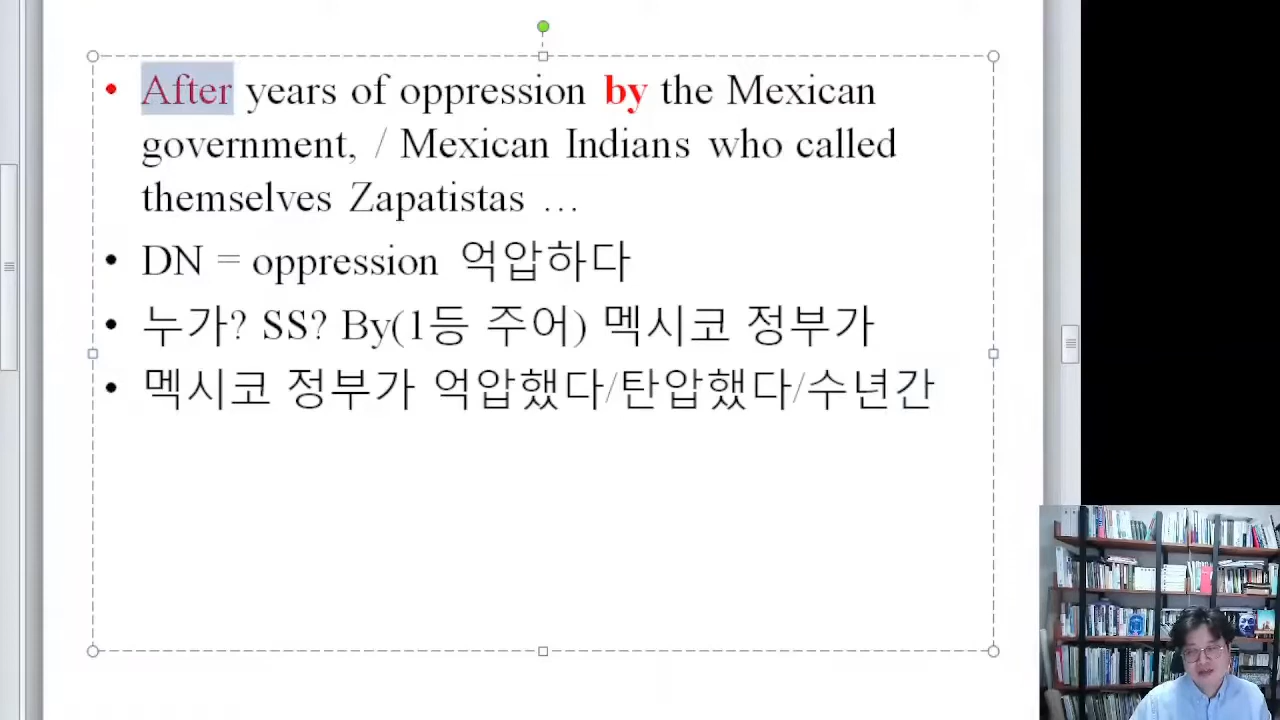 • After years of oppression by the Mexican
government, / Mexican Indians who called
themselves Zapatistas …
• DN = oppression 억압하다
• 누가? SS? By(1등 주어) 멕시코 정부가
• 멕시코 정부가 억압했다/탄압했다/수년간